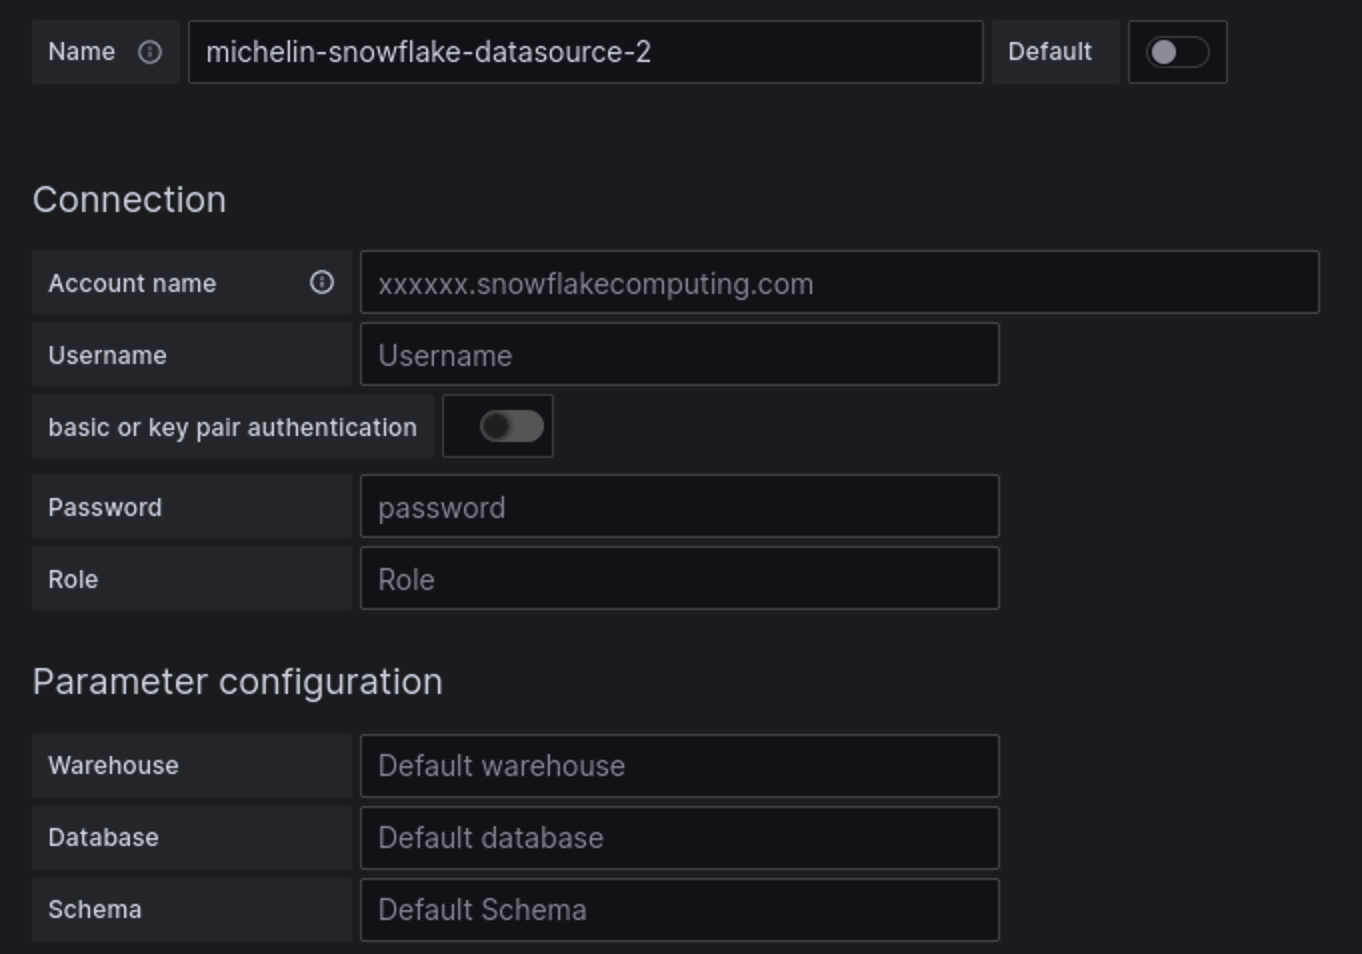 Name michelin-snowflake-datasource-2 Default
Connection
Account name xxxxxx.snowflakecomputing.com
Username Username
basic or key pair authentication
Password password
Role Role
Parameter configuration
Warehouse Default warehouse
Database Default database
Schema Default Schema